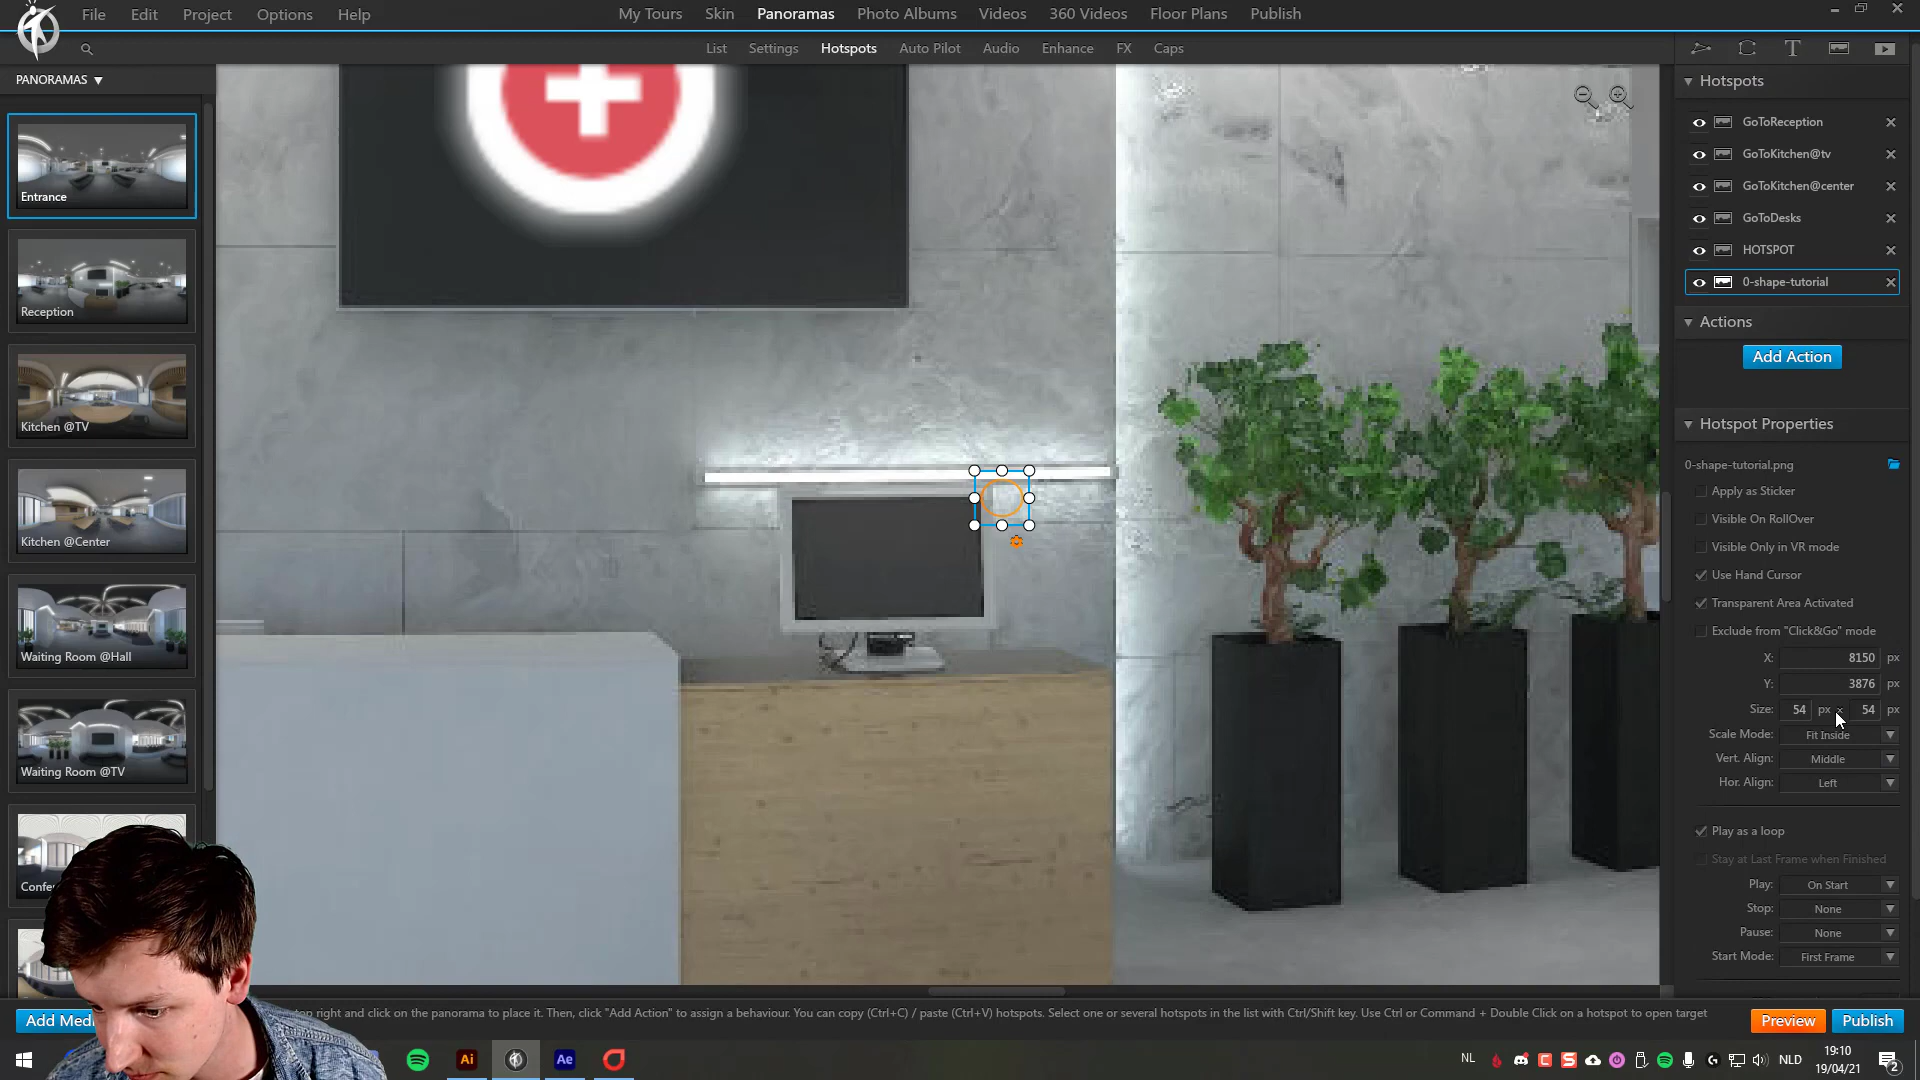 File Edit Project Options Help
My Tours Skin Panoramas Photo Albums Videos 360 Videos Floor Plans Publish
List Settings Hotspots Auto Pilot Audio Enhance FX Caps
PANORAMAS
Entrance
Reception
Kitchen @TV
Kitchen @Center
Waiting Room @Hall
Waiting Room @TV
Hotspots
GoToReception
GoToKitchen@tv
GoToKitchen@center
GoToDesks
HOTSPOT
0-shape-tutorial
Actions
Add Action
Hotspot Properties
0-shape-tutorial.png
Apply as Sticker
Visible On RollOver
Visible Only in VR mode
Use Hand Cursor
Transparent Area Activated
Exclude from "Click&Go" mode
X: 8150 px
Y: 3876 px
Size: 54 px × 54 px
Scale Mode: Fit Inside
Vert. Align: Middle
Hor. Align: Left
Play as a loop
Stay at Last Frame when Finished
Play: On Start
Stop: None
Pause: None
Start Mode: First Frame
right and click on the panorama to place it. Then, click "Add Action" to assign a behaviour. You can copy (Ctrl+C) / paste (Ctrl+V) hotspots. Select one or several hotspots in the list with Ctrl/Shift key. Use Ctrl or Command + Double Click on a hotspot to open target
Preview Publish
Ai Ae
NL NLD
19:10
19/04/21
2